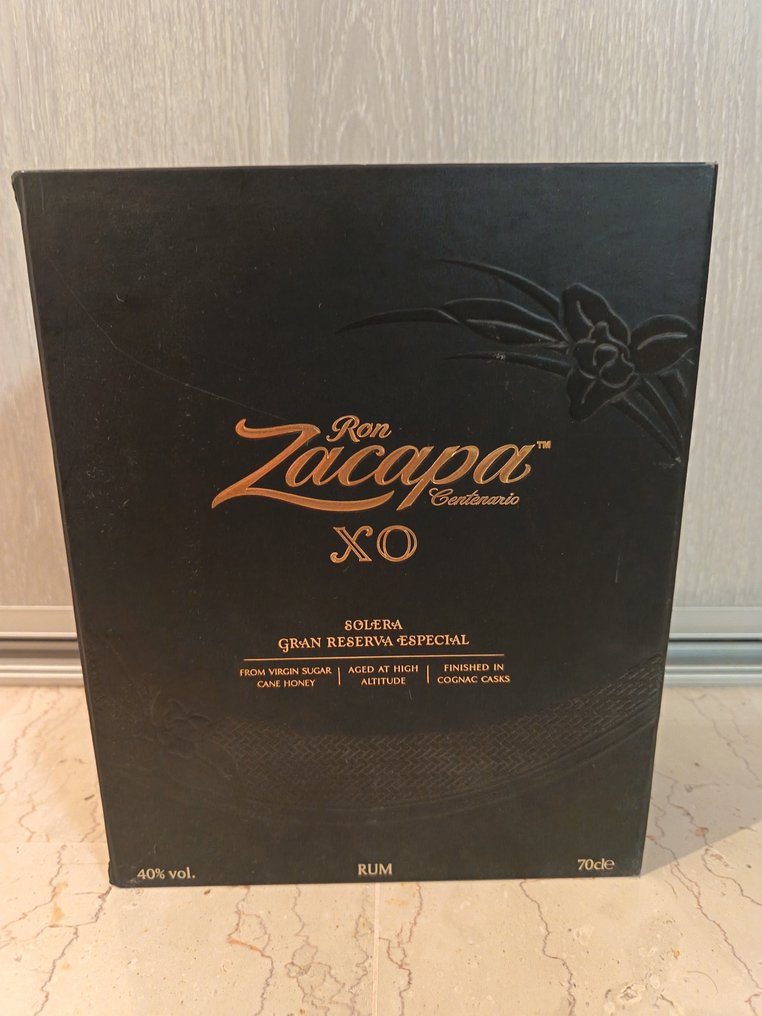 Ron
Zacapa™
Centenario
XO
SOLERA
GRAN RESERVA ESPECIAL
FROM VIRGIN SUGAR
CANE HONEY
AGED AT HIGH
ALTITUDE
FINISHED IN
COGNAC CASKS
40% vol.
RUM
70cl℮